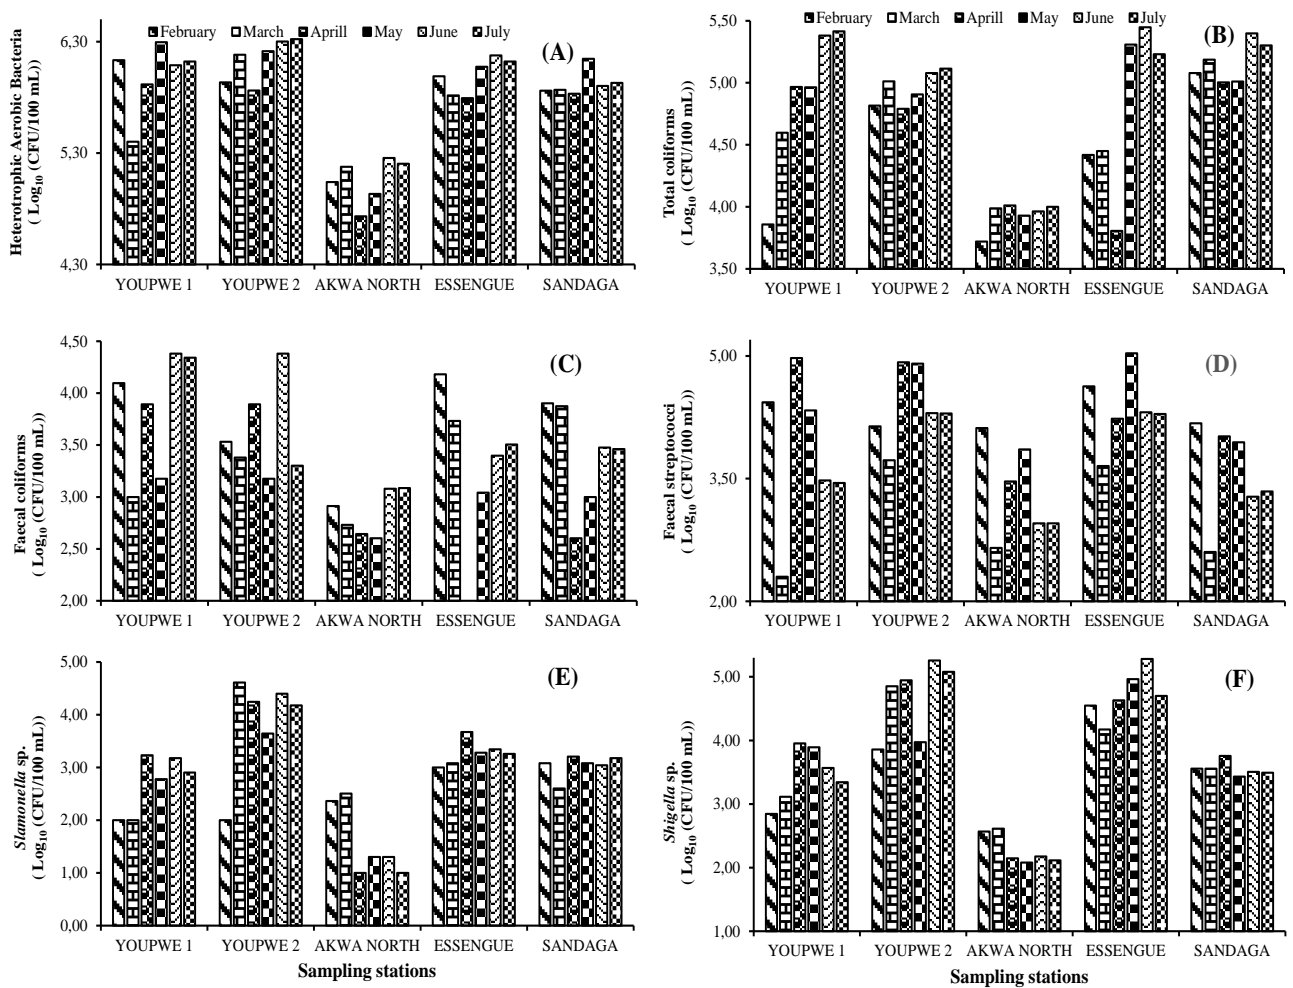 February March Aprill May June July
(A)
Heterotrophic Aerobic Bacteria
( Log10 (CFU/100 mL))
6,30
5,30
4,30
YOUPWE 1 YOUPWE 2 AKWA NORTH ESSENGUE SANDAGA
February March Aprill May June July
(B)
Total coliforms
( Log10 (CFU/100 mL))
5,50
5,00
4,50
4,00
3,50
YOUPWE 1 YOUPWE 2 AKWA NORTH ESSENGUE SANDAGA
(C)
Faecal coliforms
( Log10 (CFU/100 mL))
4,50
4,00
3,50
3,00
2,50
2,00
YOUPWE 1 YOUPWE 2 AKWA NORTH ESSENGUE SANDAGA
(D)
Faecal streptococci
( Log10 (CFU/100 mL))
5,00
3,50
2,00
YOUPWE 1 YOUPWE 2 AKWA NORTH ESSENGUE SANDAGA
(E)
Slamonella sp.
( Log10 (CFU/100 mL))
5,00
4,00
3,00
2,00
1,00
0,00
YOUPWE 1 YOUPWE 2 AKWA NORTH ESSENGUE SANDAGA
Sampling stations
(F)
Shigella sp.
( Log10 (CFU/100 mL))
5,00
4,00
3,00
2,00
1,00
YOUPWE 1 YOUPWE 2 AKWA NORTH ESSENGUE SANDAGA
Sampling stations